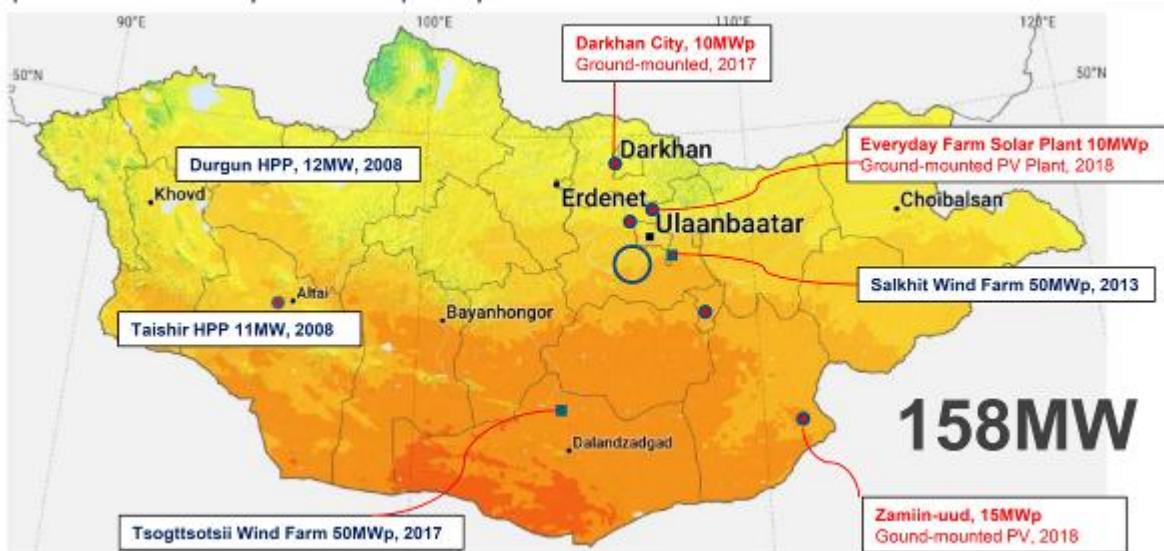 90°E
100°E
110°E
120°E
50°N
50°N
Darkhan City, 10MWp
Ground-mounted, 2017
Darkhan
Everyday Farm Solar Plant 10MWp
Ground-mounted PV Plant, 2018
Durgun HPP, 12MW, 2008
Khovd
Erdenet
Choibalsan
Ulaanbaatar
Salkhit Wind Farm 50MWp, 2013
Altai
Bayanhongor
Taishir HPP 11MW, 2008
158MW
Dalandzadgad
Tsogttsotsii Wind Farm 50MWp, 2017
Zamiin-uud, 15MWp
Gound-mounted PV, 2018